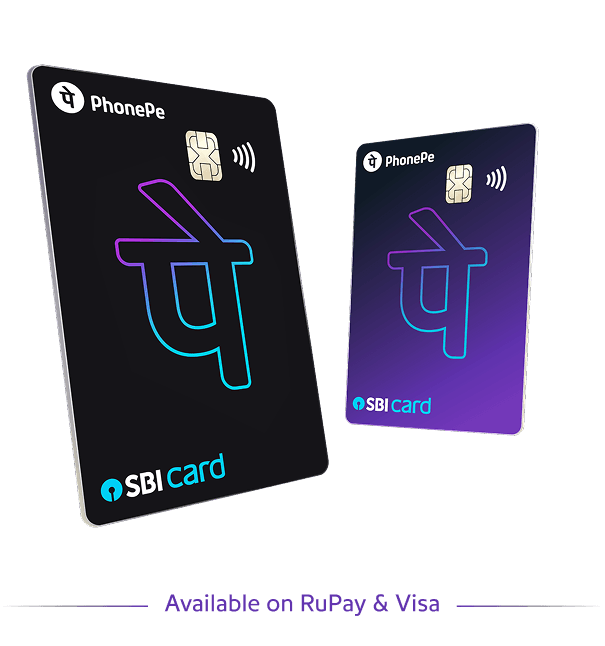 पे PhonePe
पे
SBI card
पे PhonePe
पे
SBI card
Available on RuPay & Visa